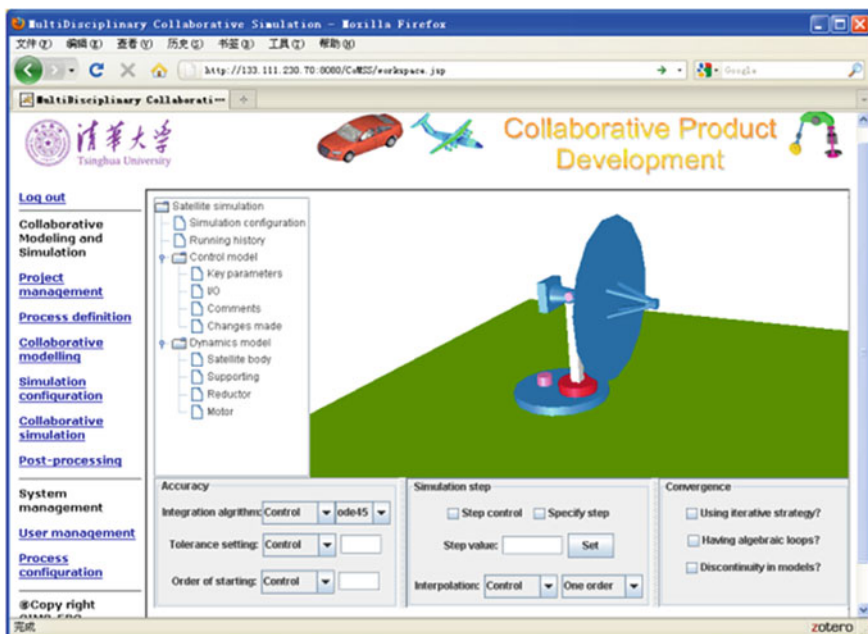 MultiDisciplinary Collaborative Simulation - Mozilla Firefox
文件(F) 编辑(E) 查看(V) 历史(S) 书签(B) 工具(T) 帮助(H)
http://133.111.230.70:8080/CoMSS/workspace.jsp
Google
MultiDisciplinary Collaborati...
清华大学
Tsinghua University
Collaborative Product
Development
Log out
Collaborative
Modeling and
Simulation
Project
management
Process definition
Collaborative
modelling
Simulation
configuration
Collaborative
simulation
Post-processing
System
management
User management
Process
configuration
®Copy right
Satellite simulation
Simulation configuration
Running history
Control model
Key parameters
I/O
Comments
Changes made
Dynamics model
Satellite body
Supporting
Reductor
Motor
Accuracy
Integration algrithm: Control ode45
Tolerance setting: Control
Order of starting: Control
Simulation step
Step control Specify step
Step value: Set
Interpolation: Control One order
Convergence
Using iterative strategy?
Having algebraic loops?
Discontinuity in models?
完成
zotero